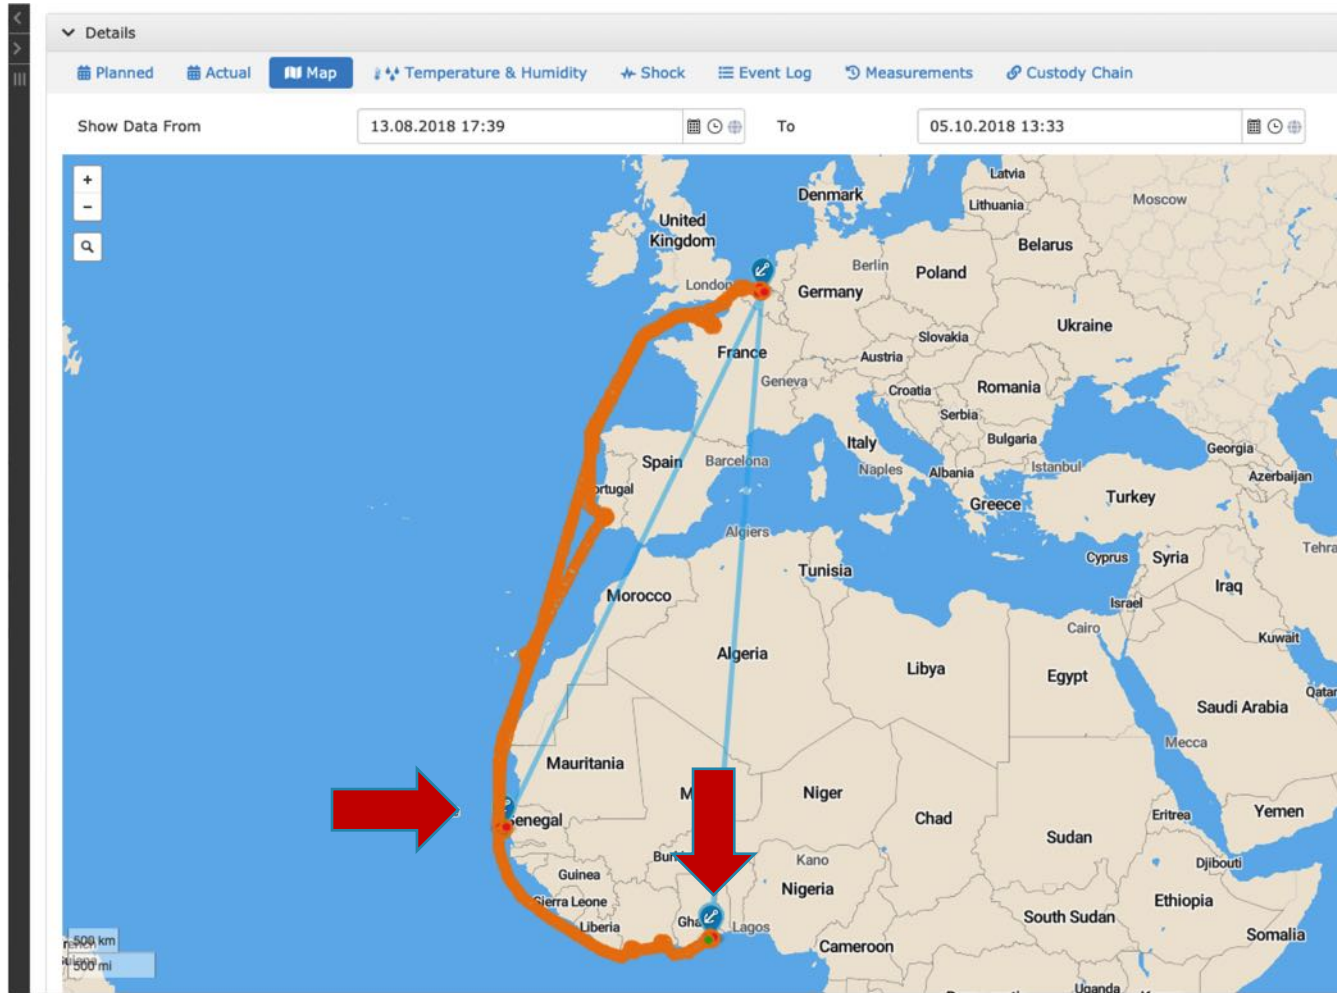 Details
Planned Actual Map Temperature & Humidity Shock Event Log Measurements Custody Chain
Show Data From 13.08.2018 17:39 To 05.10.2018 13:33
+
−
Latvia
Denmark
Lithuania
Moscow
United
Kingdom
Belarus
Berlin
Poland
London
Germany
Ukraine
Slovakia
France
Austria
Geneva
Croatia
Romania
Serbia
Bulgaria
Italy
Georgia
Spain
Barcelona
Naples
Albania
Istanbul
Azerbaijan
ortugal
Greece
Turkey
Algiers
Tehra
Tunisia
Cyprus
Syria
Iraq
Morocco
Israel
Cairo
Kuwait
Algeria
Libya
Egypt
Qatar
Saudi Arabia
Mecca
Mauritania
M
Niger
Yemen
Eritrea
Senegal
Chad
Sudan
Burk
Kano
Djibouti
Guinea
Nigeria
Sierra Leone
Ethiopia
Liberia
Gha
Lagos
South Sudan
Somalia
Cameroon
500 km
500 mi
Uganda